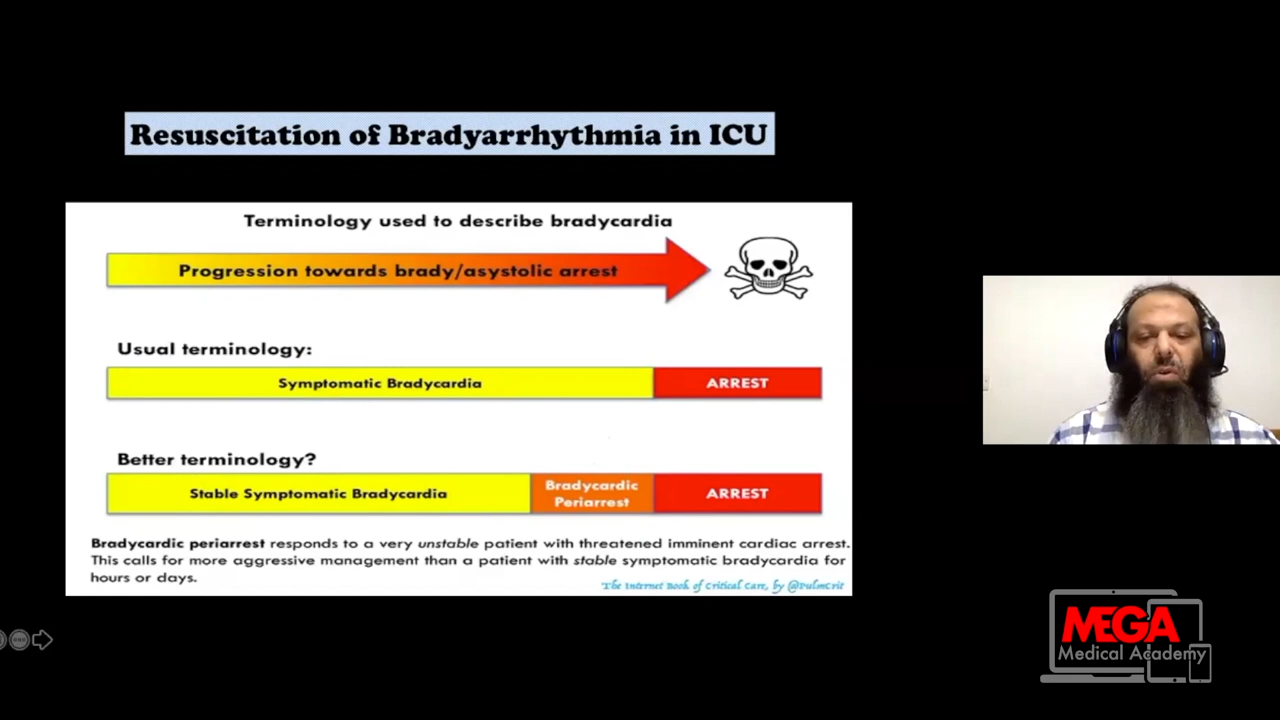 Resuscitation of Bradyarrhythmia in ICU
Terminology used to describe bradycardia
Progression towards brady/asystolic arrest
Usual terminology:
Symptomatic Bradycardia
ARREST
Better terminology?
Stable Symptomatic Bradycardia
Bradycardic
Periarrest
ARREST
Bradycardic periarrest responds to a very unstable patient with threatened imminent cardiac arrest.
This calls for more aggressive management than a patient with stable symptomatic bradycardia for
hours or days.
The Internet Book of Critical Care, by @PulmCrit
MEGA
Medical Academy